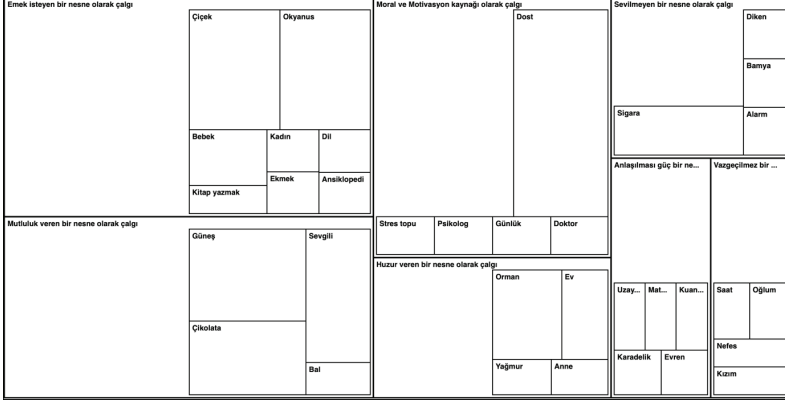 Emek isteyen bir nesne olarak çalgı
Çiçek
Okyanus
Bebek
Kadın
Dil
Kitap yazmak
Ekmek
Ansiklopedi
Mutluluk veren bir nesne olarak çalgı
Güneş
Sevgili
Çikolata
Bal
Moral ve Motivasyon kaynağı olarak çalgı
Dost
Stres topu
Psikolog
Günlük
Doktor
Huzur veren bir nesne olarak çalgı
Orman
Ev
Yağmur
Anne
Sevilmeyen bir nesne olarak çalgı
Diken
Bamya
Sigara
Alarm
Anlaşılması güç bir ne...
Uzay...
Mat...
Kuan...
Karadelik
Evren
Vazgeçilmez bir ...
Saat
Oğlum
Nefes
Kızım